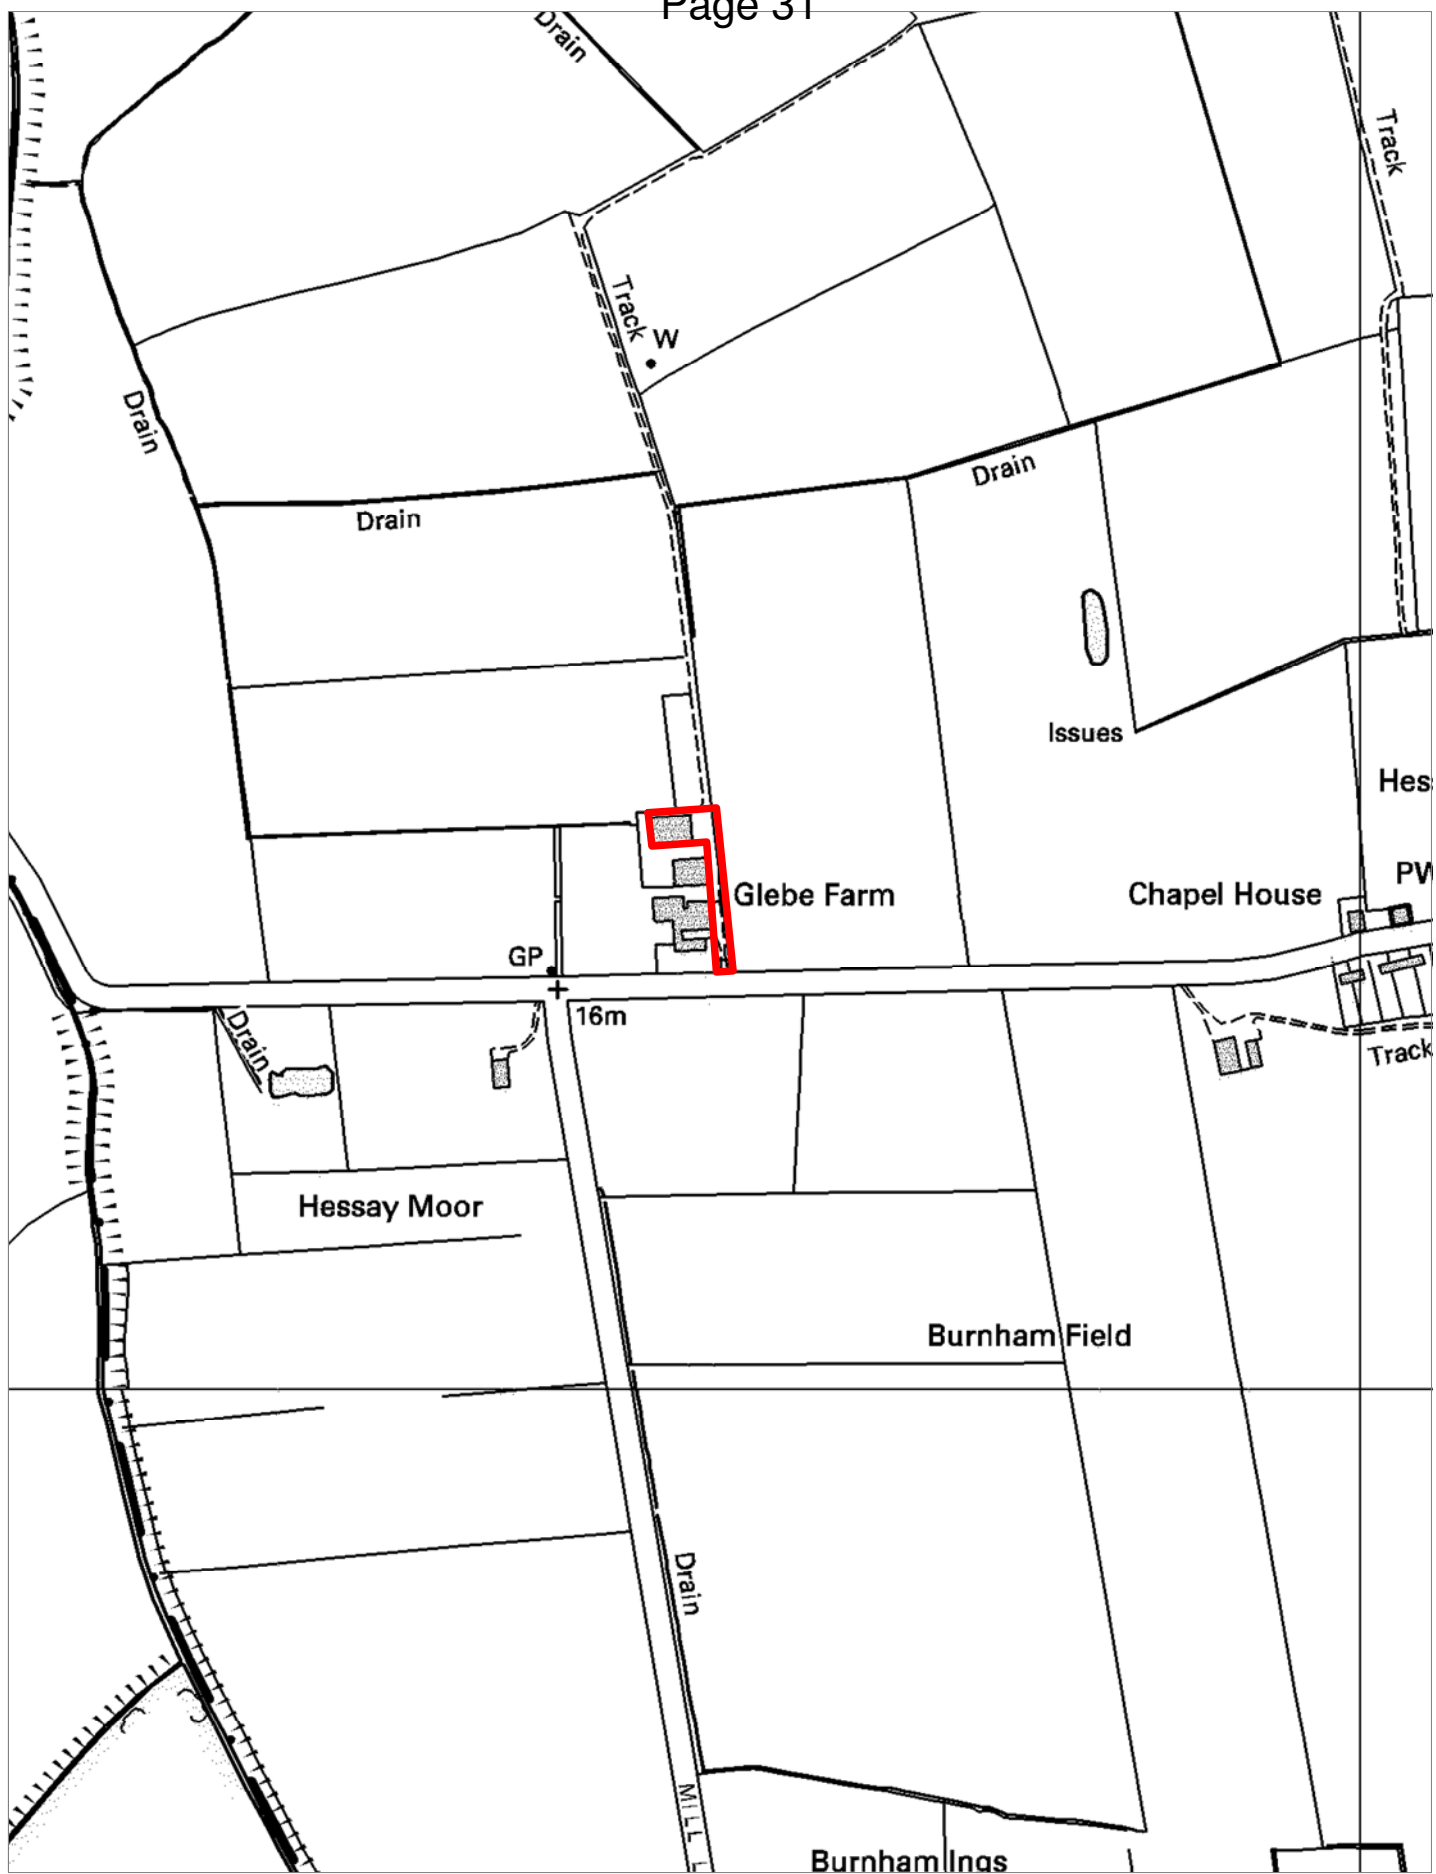 Page 31
Drain
Track
Track
W
Drain
Drain
Drain
Issues
Hes
PW
Glebe Farm
Chapel House
GP
16m
Drain
Track
Hessay Moor
Burnham Field
Drain
MILL L
Burnham Ings